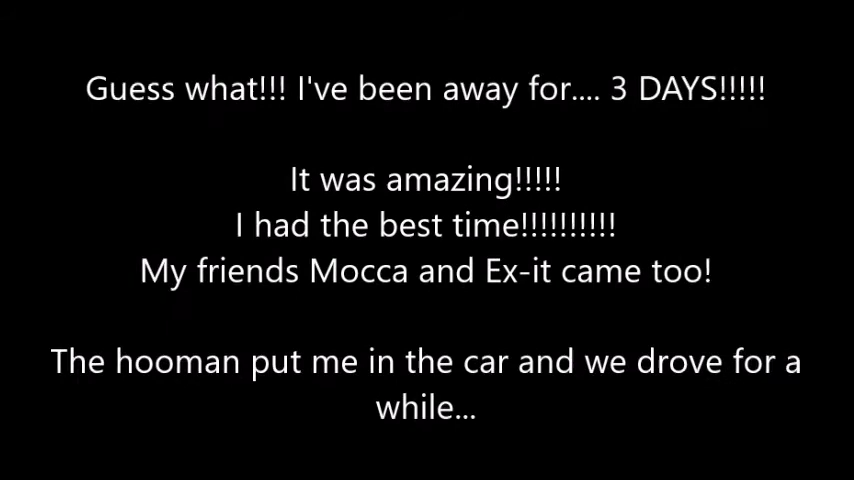 Guess what!!! I've been away for.... 3 DAYS!!!!!
It was amazing!!!!!
I had the best time!!!!!!!!!!
My friends Mocca and Ex-it came too!
The hooman put me in the car and we drove for a
while...